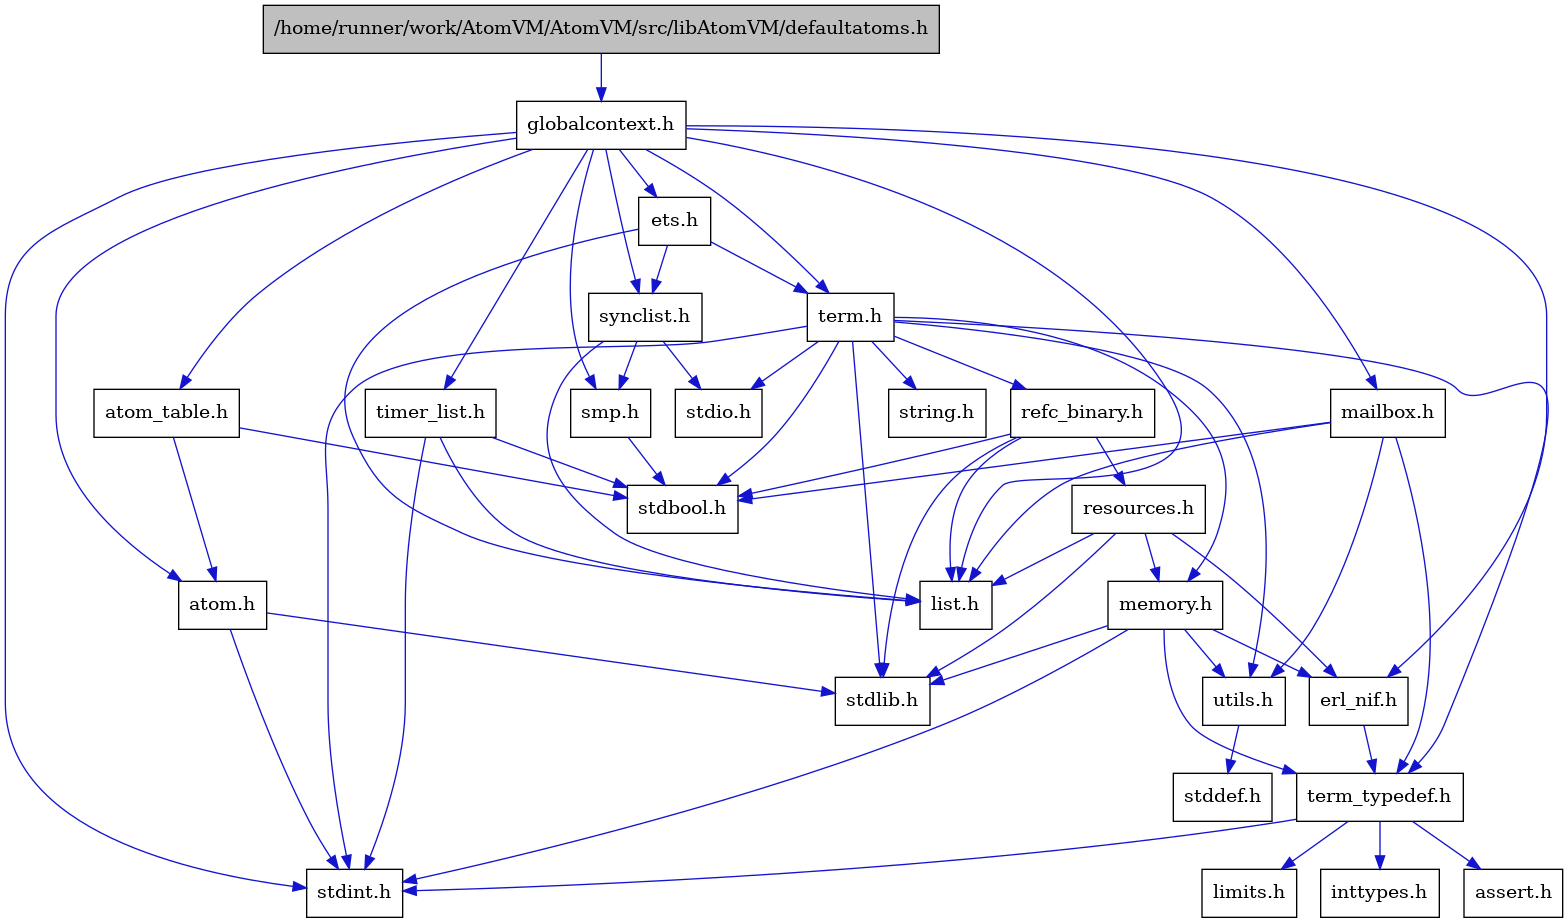 /home/runner/work/AtomVM/AtomVM/src/libAtomVM/defaultatoms.h
globalcontext.h
ets.h
synclist.h
term.h
atom_table.h
timer_list.h
smp.h
stdio.h
string.h
refc_binary.h
mailbox.h
stdbool.h
resources.h
atom.h
list.h
memory.h
stdlib.h
utils.h
erl_nif.h
stddef.h
term_typedef.h
stdint.h
limits.h
inttypes.h
assert.h